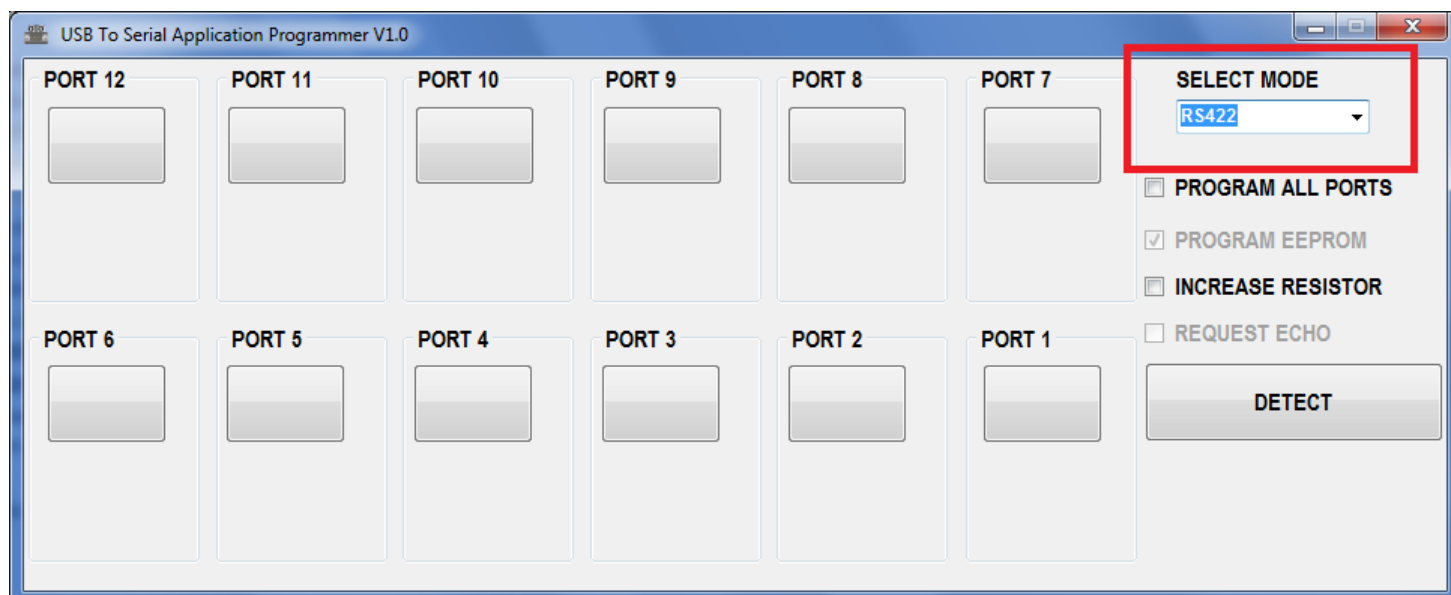 USB To Serial Application Programmer V1.0
PORT 12 PORT 11 PORT 10 PORT 9 PORT 8 PORT 7
SELECT MODE
RS422
PROGRAM ALL PORTS
PROGRAM EEPROM
INCREASE RESISTOR
PORT 6 PORT 5 PORT 4 PORT 3 PORT 2 PORT 1
REQUEST ECHO
DETECT